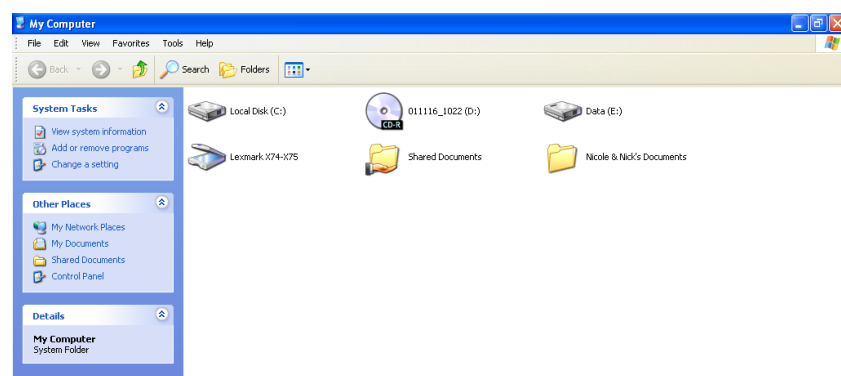 My Computer
File Edit View Favorites Tools Help
Back Search Folders
System Tasks
View system information
Add or remove programs
Change a setting
Other Places
My Network Places
My Documents
Shared Documents
Control Panel
Details
My Computer
System Folder
Local Disk (C:) 011116_1022 (D:) Data (E:)
CD-R
Lexmark X74-X75 Shared Documents Nicole & Nick's Documents